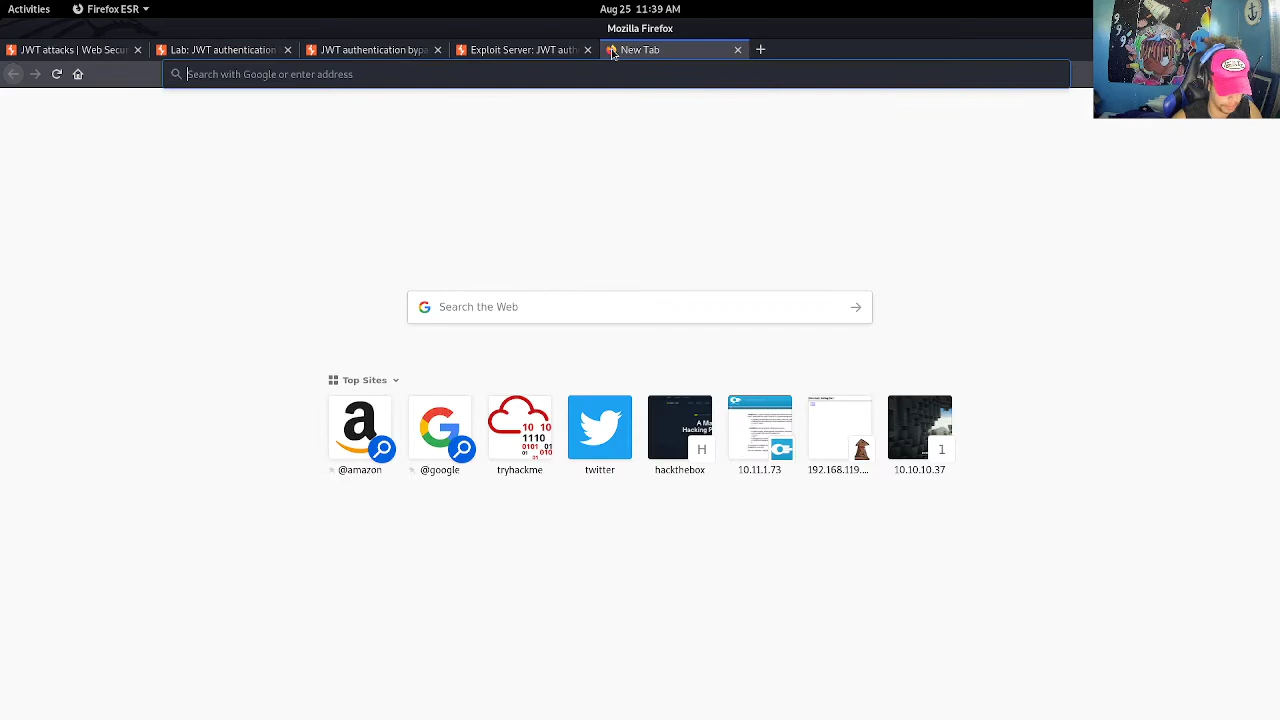 Activities
Firefox ESR
Aug 25 11:39 AM
Mozilla Firefox
JWT attacks | Web Secur
Lab: JWT authentication
JWT authentication bypa
Exploit Server: JWT auth
New Tab
Search with Google or enter address
Search the Web
Top Sites
@amazon
@google
tryhackme
twitter
hackthebox
10.11.1.73
192.168.119....
10.10.10.37